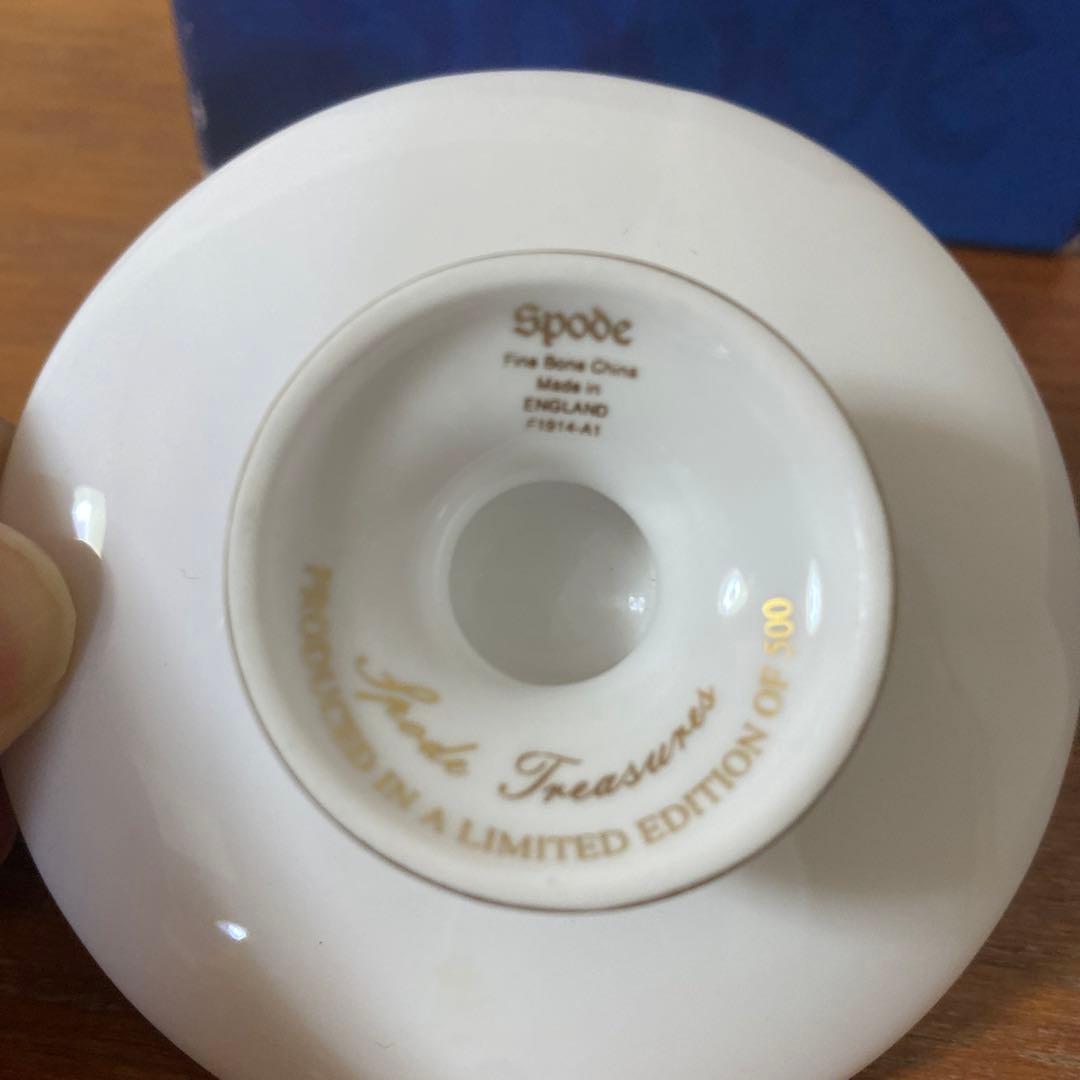 Spode
Fine Bone China
Made in
ENGLAND
F1914-A1
Spode Treasures
PRODUCED IN A LIMITED EDITION OF 500